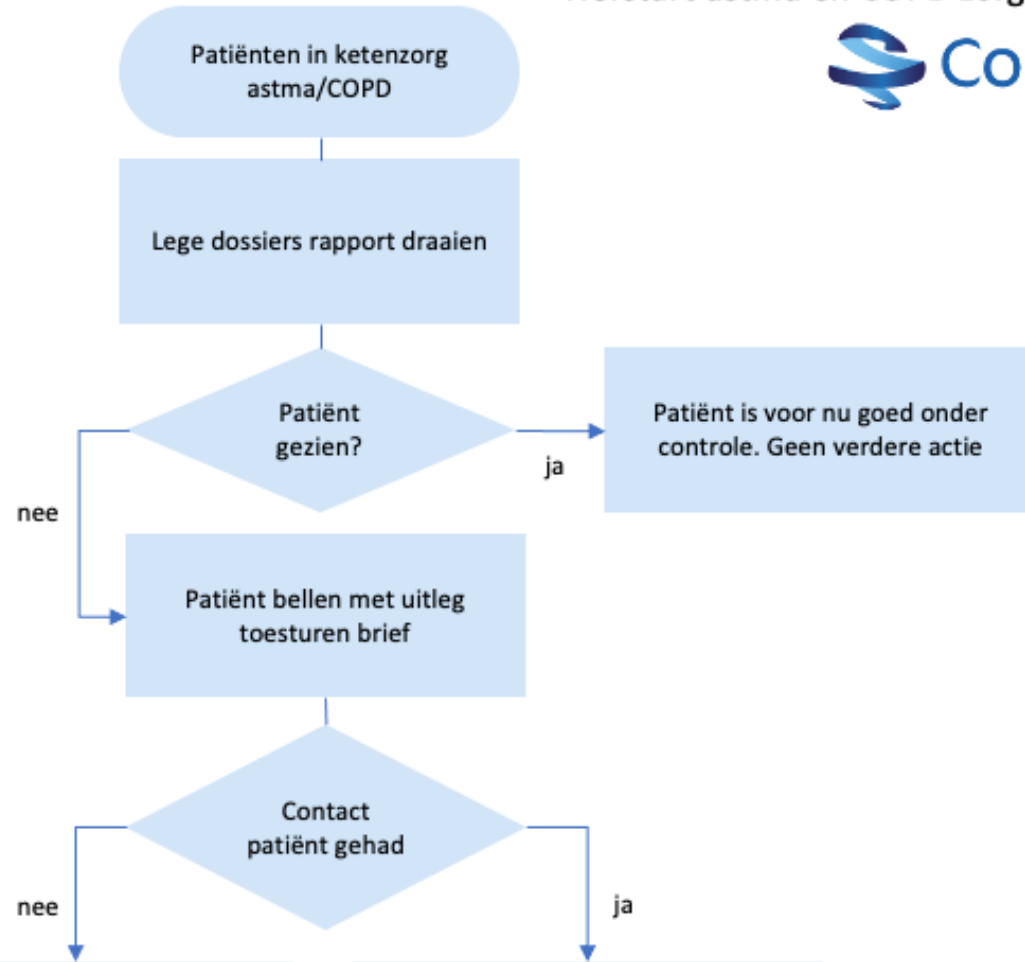 Co
Patiënten in ketenzorg
astma/COPD
Lege dossiers rapport draaien
Patiënt
gezien?
ja
Patiënt is voor nu goed onder
controle. Geen verdere actie
nee
Patiënt bellen met uitleg
toesturen brief
Contact
patiënt gehad
nee
ja